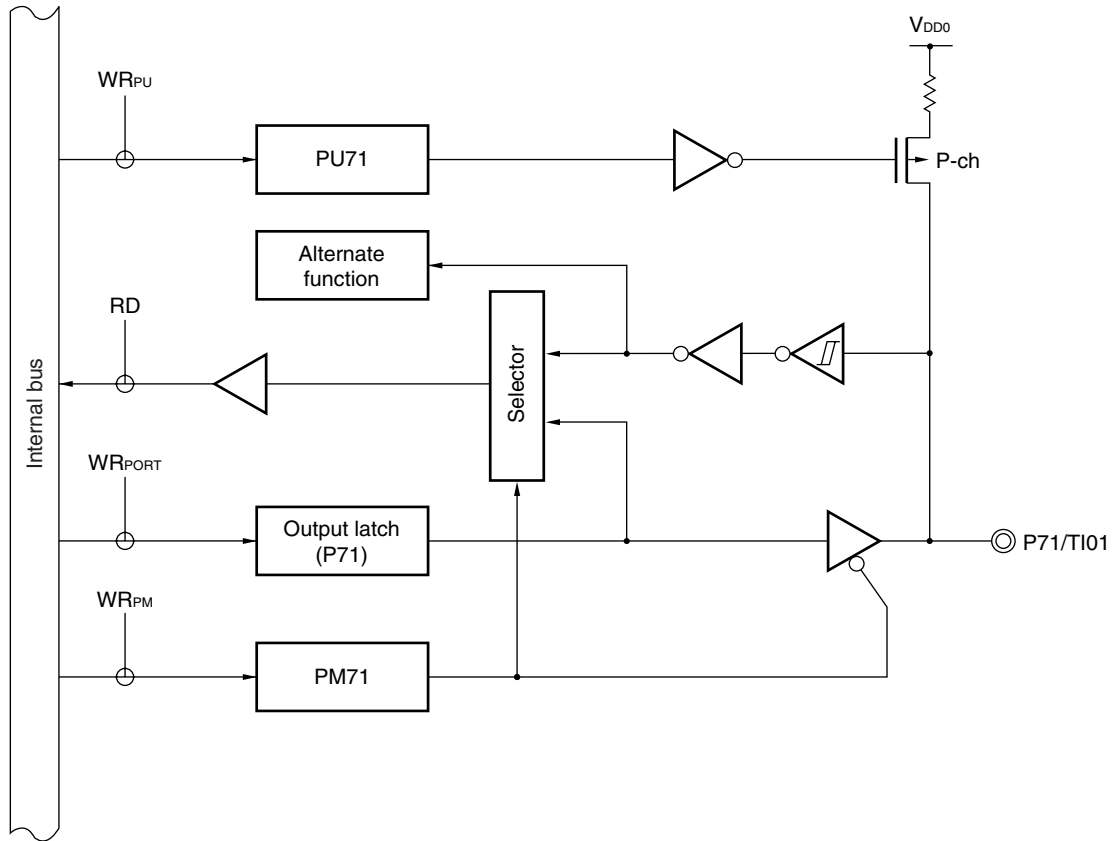 VDD0
WRPU
PU71
P-ch
Alternate
function
RD
Selector
Internal bus
WRPORT
Output latch
(P71)
P71/TI01
WRPM
PM71